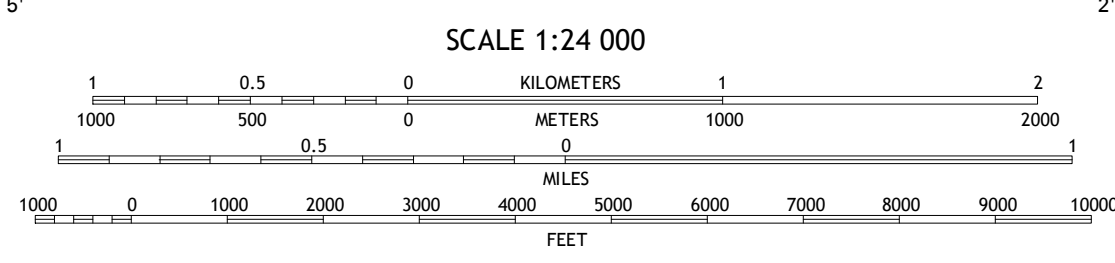 5' 2'
SCALE 1:24 000
1 0.5 0 KILOMETERS 1 2
1000 500 0 METERS 1000 2000
1 0.5 0 1
MILES
1000 0 1000 2000 3000 4000 5000 6000 7000 8000 9000 10000
FEET